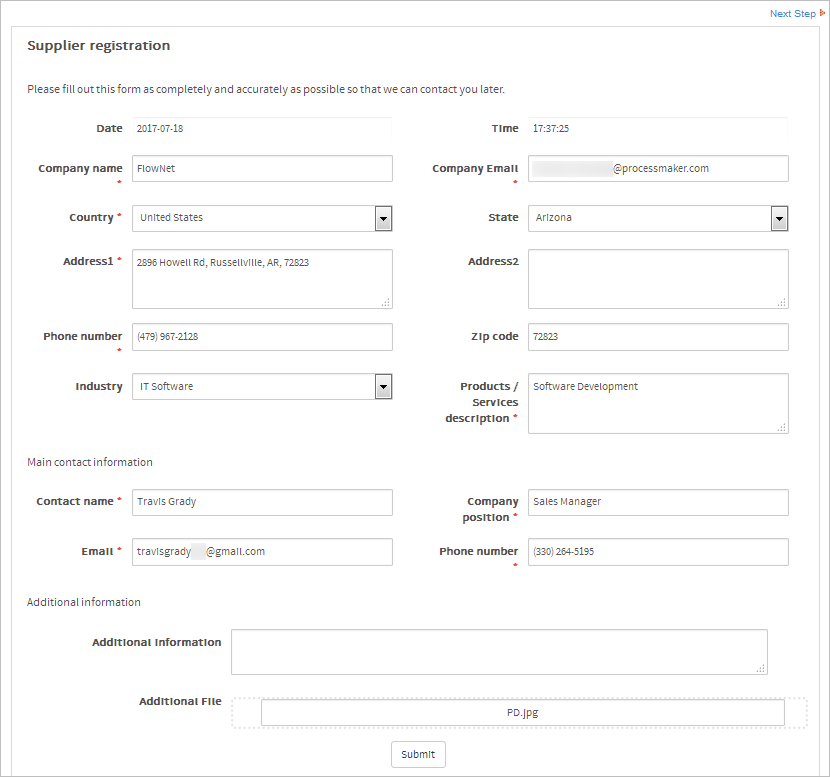 Next Step
Supplier registration
Please fill out this form as completely and accurately as possible so that we can contact you later.
Date 2017-07-18 Time 17:37:25
Company name * FlowNet Company Email * @processmaker.com
Country * United States State Arizona
Address1 * 2896 Howell Rd, Russellville, AR, 72823 Address2
Phone number * (479) 967-2128 Zip code 72823
Industry IT Software Products / Services description * Software Development
Main contact information
Contact name * Travis Grady Company position * Sales Manager
Email * travisgrady @gmail.com Phone number * (330) 264-5195
Additional information
Additional Information
Additional File PD.jpg
Submit